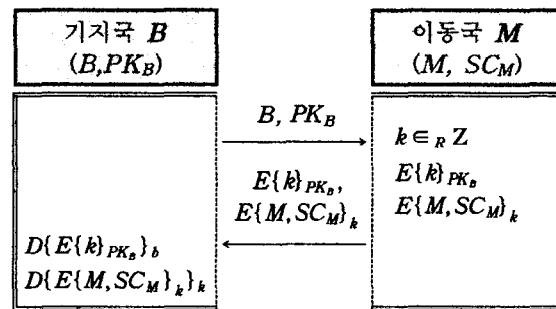 기지국 B
(B,PK_B)
이동국 M
(M, SC_M)
B, PK_B
k ∈_R Z
E{k}_{PK_B},
E{k}_{PK_B}
E{M,SC_M}_k
E{M,SC_M}_k
D{E{k}_{PK_B}}_b
D{E{M,SC_M}_k}_k